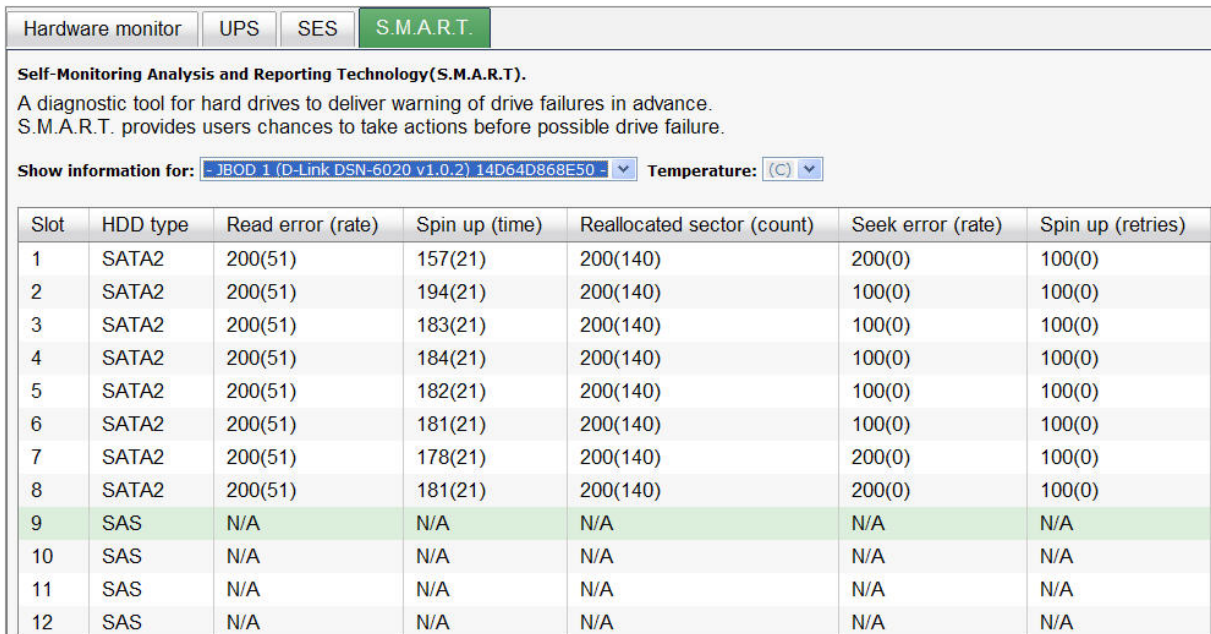 Hardware monitor UPS SES S.M.A.R.T.
Self-Monitoring Analysis and Reporting Technology(S.M.A.R.T).
A diagnostic tool for hard drives to deliver warning of drive failures in advance.
S.M.A.R.T. provides users chances to take actions before possible drive failure.
Show information for: - JBOD 1 (D-Link DSN-6020 v1.0.2) 14D64D868E50 - Temperature: (C)
Slot HDD type Read error (rate) Spin up (time) Reallocated sector (count) Seek error (rate) Spin up (retries)
1 SATA2 200(51) 157(21) 200(140) 200(0) 100(0)
2 SATA2 200(51) 194(21) 200(140) 100(0) 100(0)
3 SATA2 200(51) 183(21) 200(140) 100(0) 100(0)
4 SATA2 200(51) 184(21) 200(140) 100(0) 100(0)
5 SATA2 200(51) 182(21) 200(140) 100(0) 100(0)
6 SATA2 200(51) 181(21) 200(140) 100(0) 100(0)
7 SATA2 200(51) 178(21) 200(140) 200(0) 100(0)
8 SATA2 200(51) 181(21) 200(140) 200(0) 100(0)
9 SAS N/A N/A N/A N/A N/A
10 SAS N/A N/A N/A N/A N/A
11 SAS N/A N/A N/A N/A N/A
12 SAS N/A N/A N/A N/A N/A